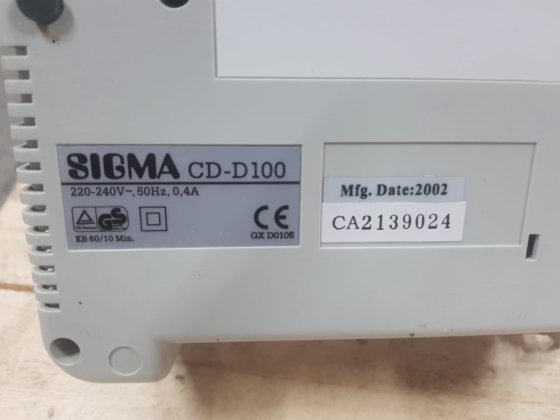 SIGMA CD-D100
220-240V~, 50Hz, 0,4A
GS
CE
KB 60/10 Min.
GX D0105
Mfg. Date:2002
CA2139024